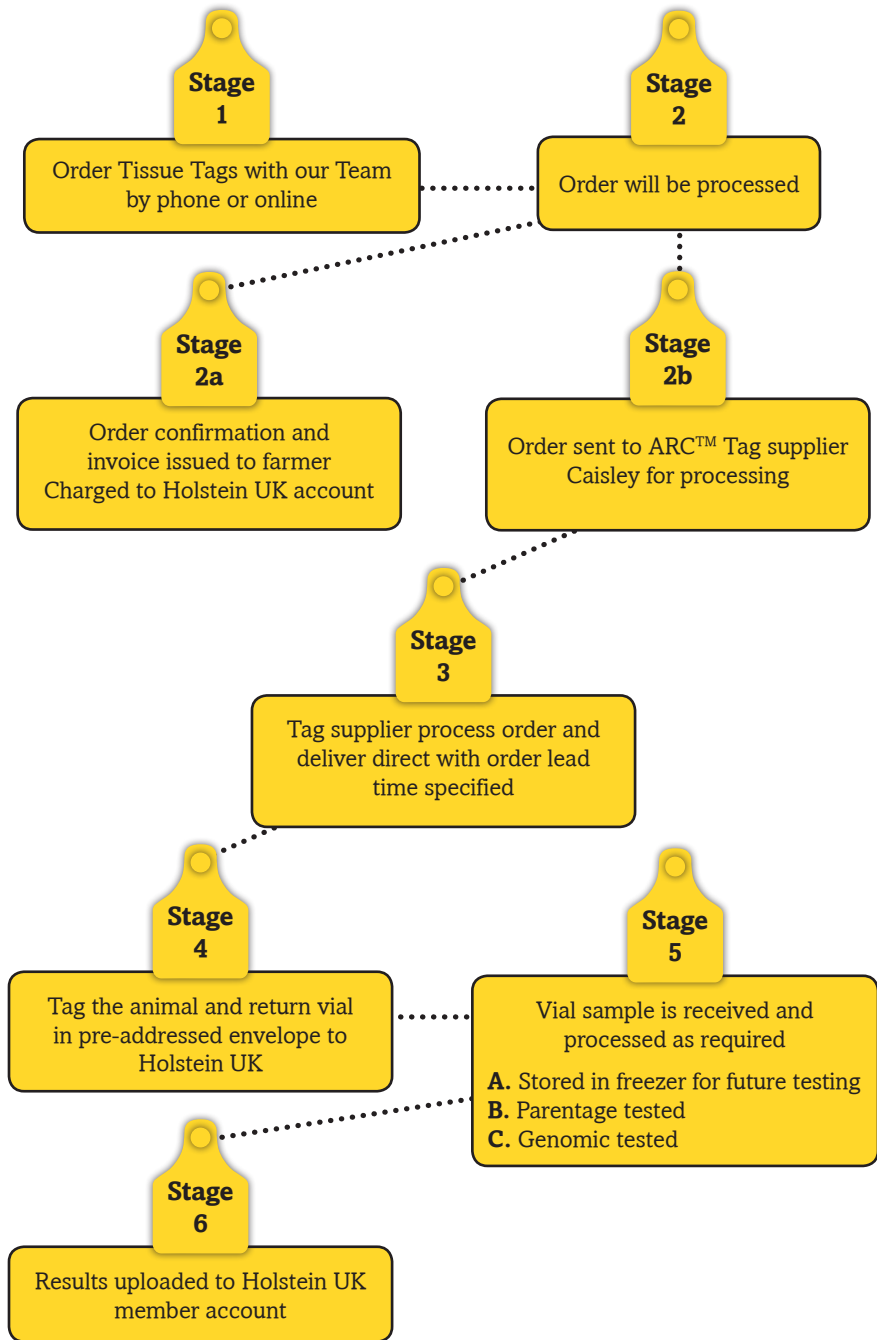 Stage
1
Order Tissue Tags with our Team
by phone or online
Stage
2
Order will be processed
Stage
2a
Order confirmation and
invoice issued to farmer
Charged to Holstein UK account
Stage
2b
Order sent to ARC™ Tag supplier
Caisley for processing
Stage
3
Tag supplier process order and
deliver direct with order lead
time specified
Stage
4
Tag the animal and return vial
in pre-addressed envelope to
Holstein UK
Stage
5
Vial sample is received and
processed as required
A. Stored in freezer for future testing
B. Parentage tested
C. Genomic tested
Stage
6
Results uploaded to Holstein UK
member account